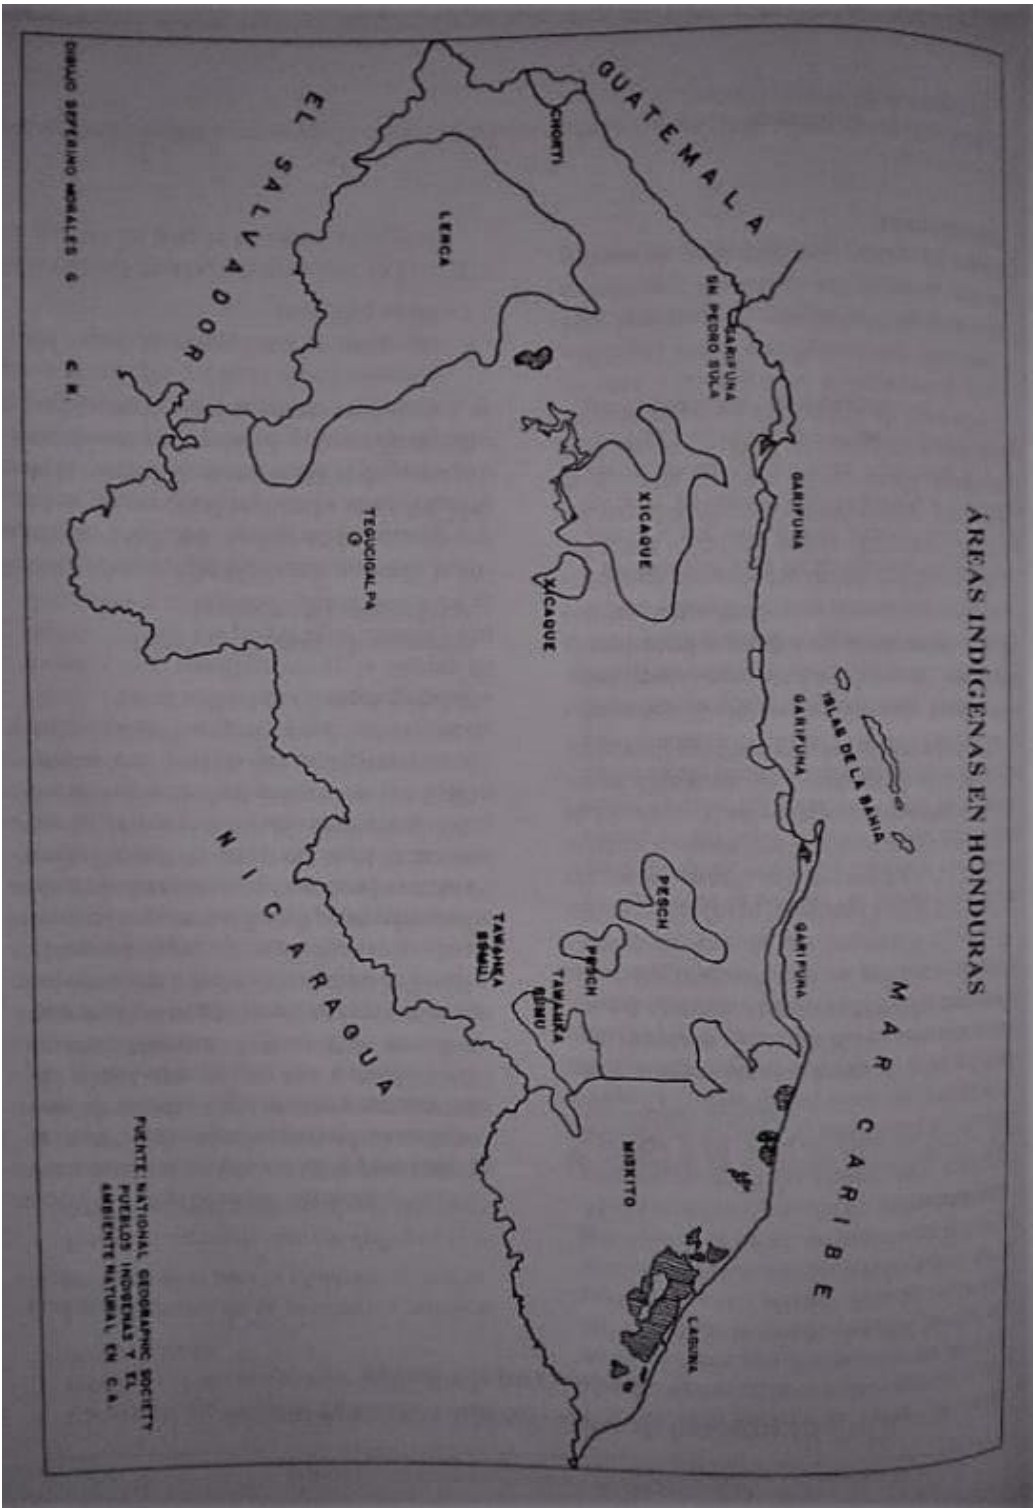 ÁREAS INDÍGENAS EN HONDURAS
MAR CARIBE
ISLAS DE LA BAHIA
GUATEMALA
GARIFUNA
SN. PEDRO SULA
GARIFUNA
GARIFUNA
GARIFUNA
CHORTI
XICAQUE
XICAQUE
PESCH
PESCH
LAGUNA
MISKITO
TAWAHKA
SUMU
TAWAHKA
SUMU
LENCA
TEGUCIGALPA
EL SALVADOR
NICARAGUA
DIBUJO SEFERINO MORALES G
FUENTE: NATIONAL GEOGRAPHIC SOCIETY
PUEBLOS INDIGENAS Y EL
AMBIENTE NATURAL EN C.A.